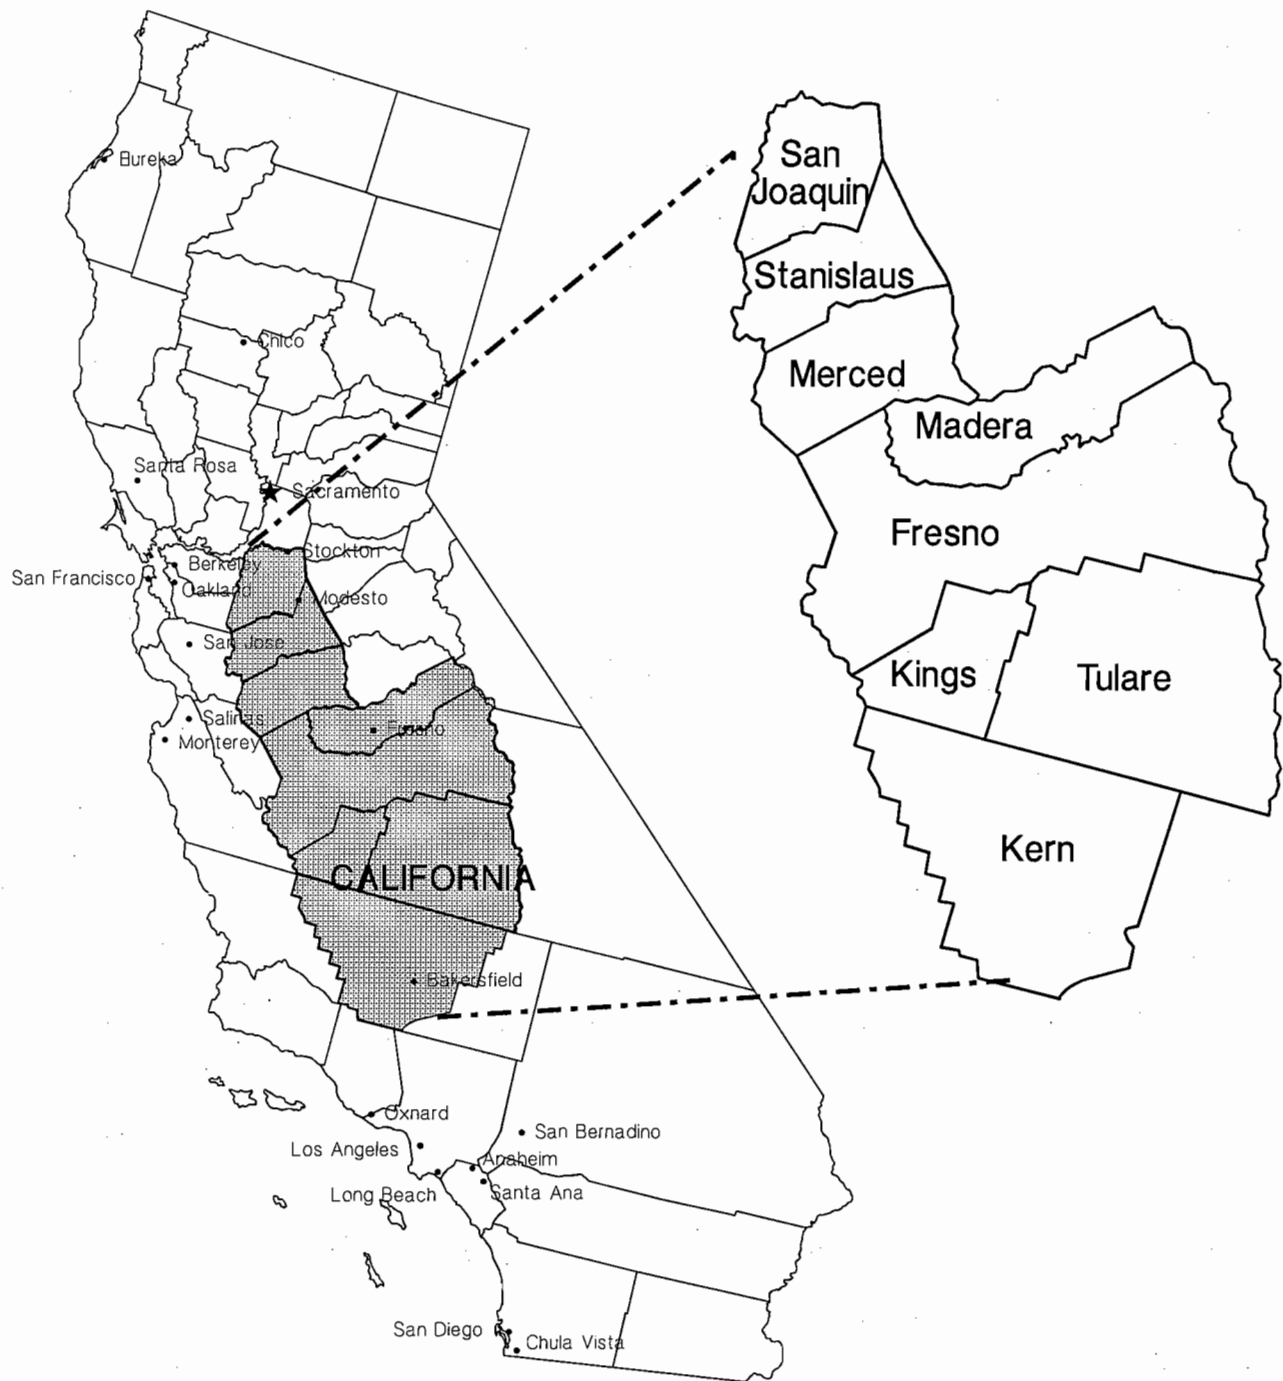 Eureka
Chico
Santa Rosa
Sacramento
Stockton
Berkeley
San Francisco
Oakland
Modesto
San Jose
Salinas
Fresno
Monterey
CALIFORNIA
Bakersfield
Oxnard
San Bernadino
Los Angeles
Anaheim
Long Beach
Santa Ana
San Diego
Chula Vista
San
Joaquin
Stanislaus
Merced
Madera
Fresno
Kings
Tulare
Kern